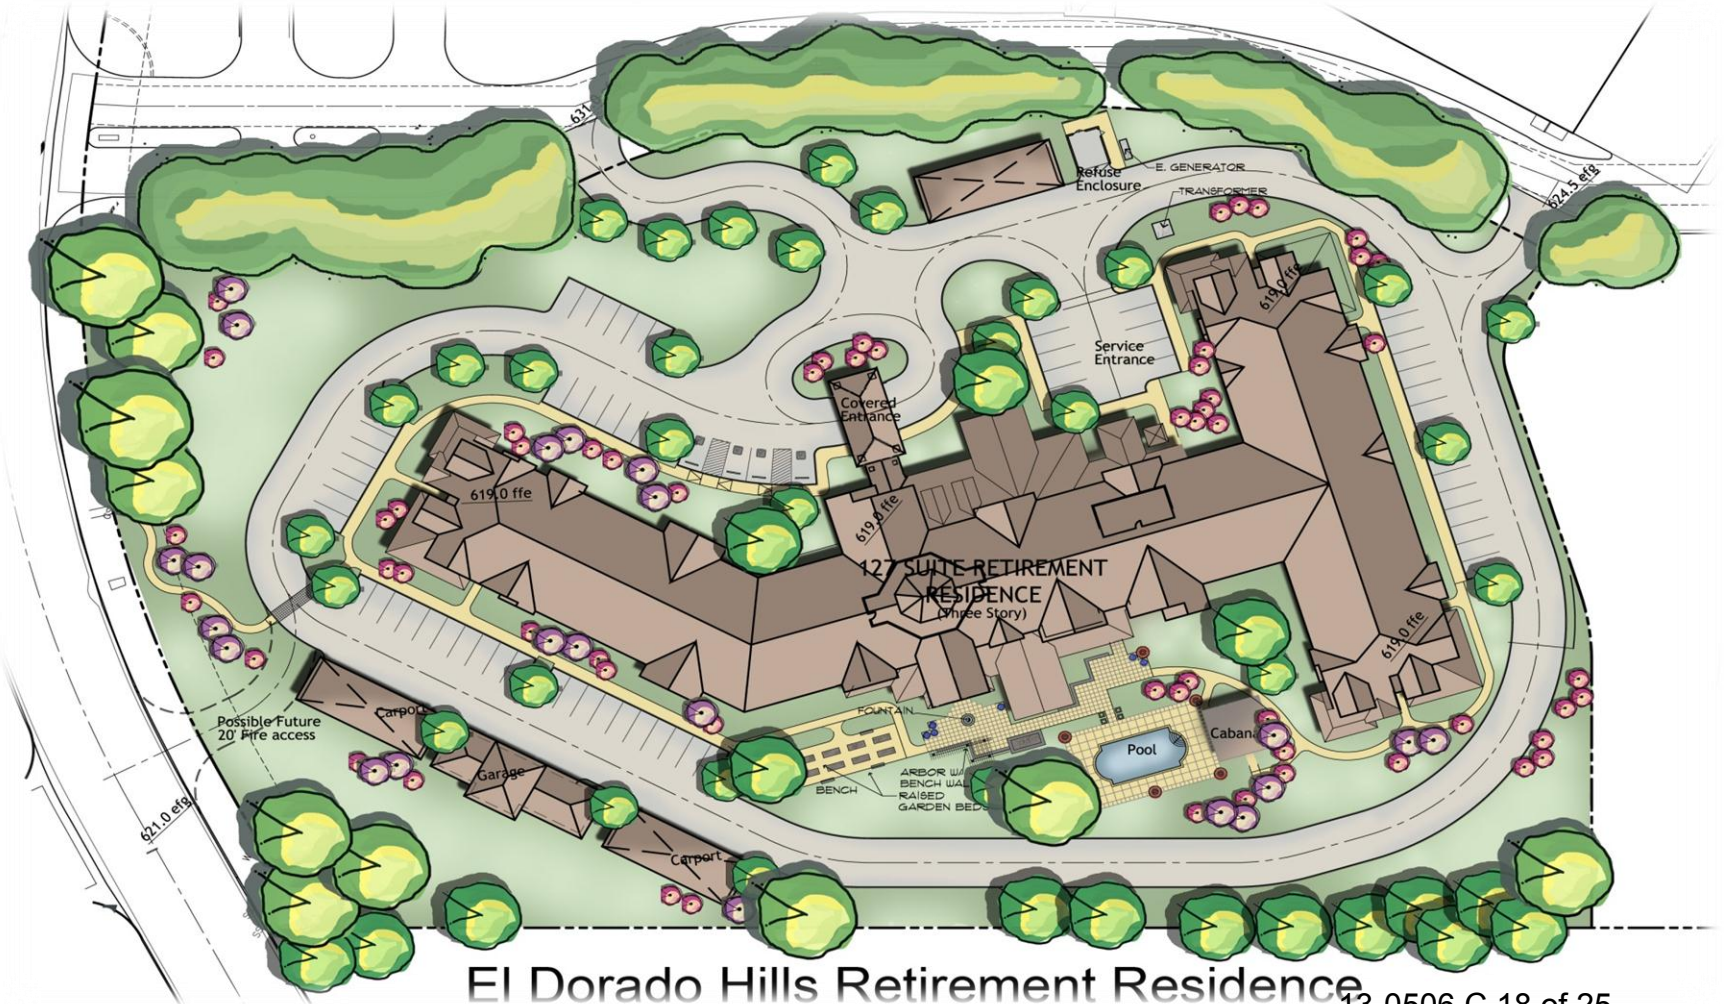 631
Refuse
Enclosure
E. GENERATOR
TRANSFORMER
624.5 efg
619.0 ffe
Service
Entrance
Covered
Entrance
619.0 ffe
619.0 ffe
127 SUITE RETIREMENT
RESIDENCE
(Three Story)
619.0 ffe
Possible Future
20' Fire access
Carport
FOUNTAIN
Pool
Cabana
Garage
BENCH
ARBOR W/
BENCH WAL
RAISED
GARDEN BEDS
621.0 efg
Carport
El Dorado Hills Retirement Residence
13-0506 C 18 of 25